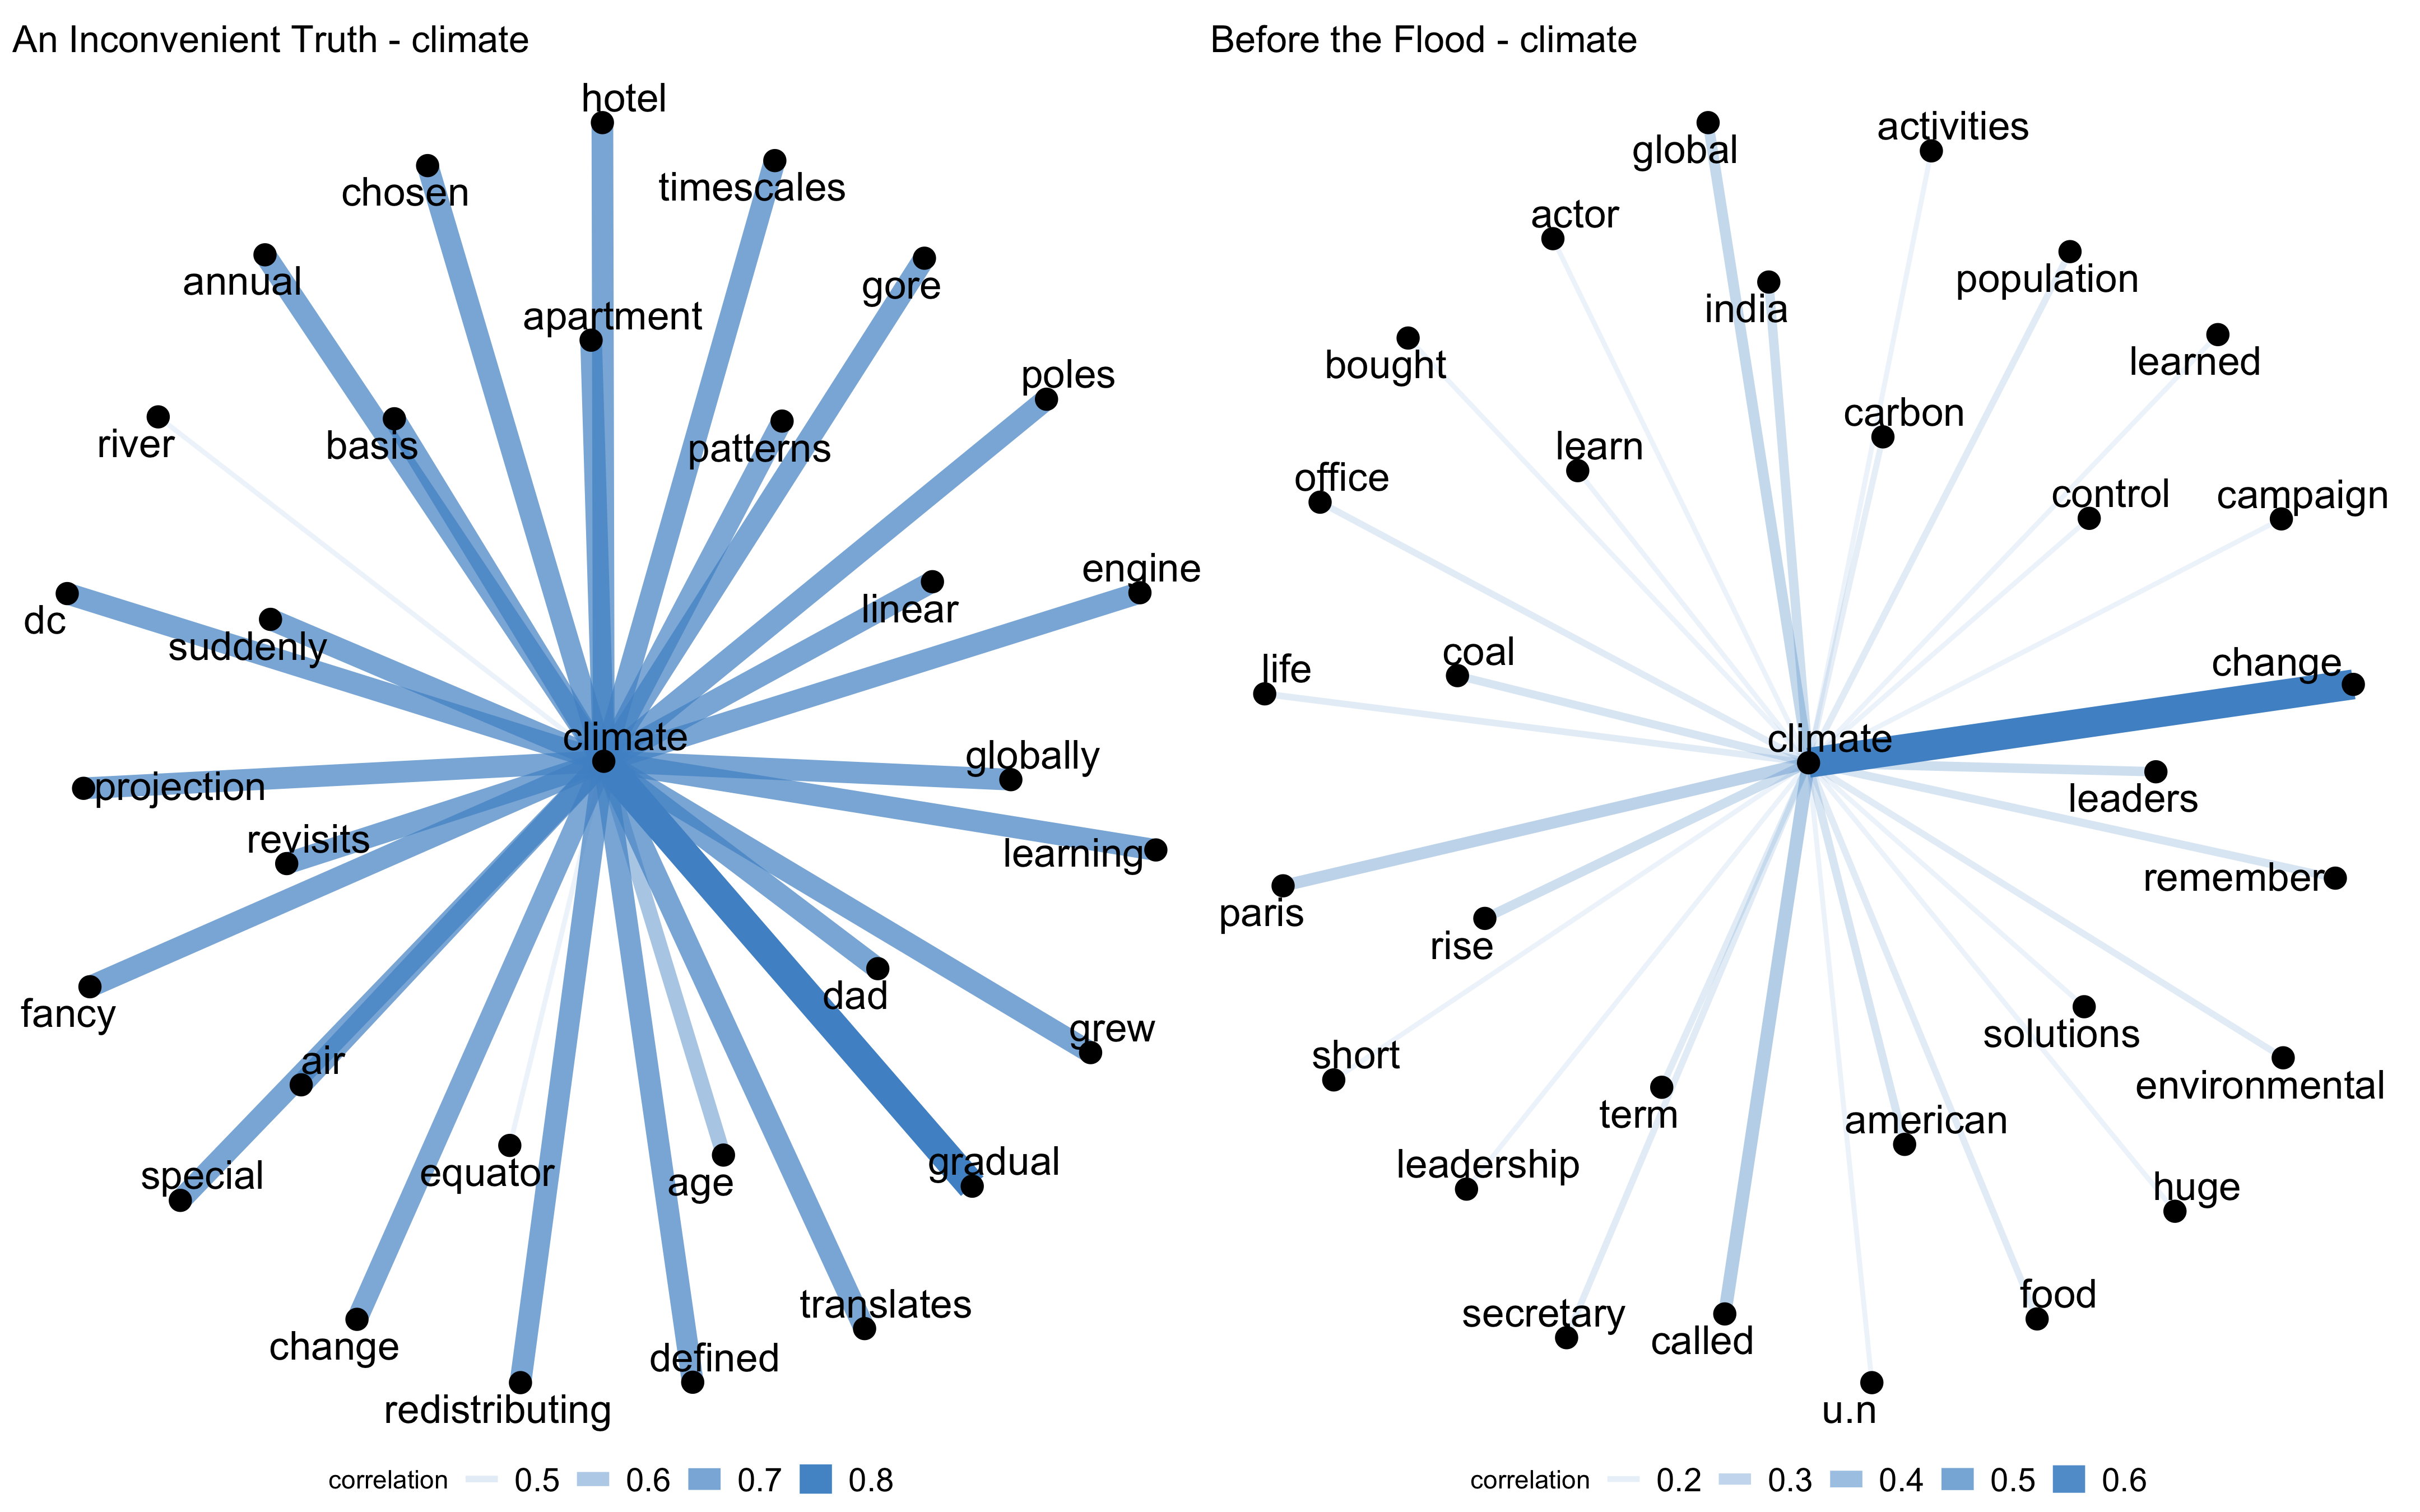 An Inconvenient Truth - climate
hotel
chosen
timescales
annual
gore
apartment
poles
river
basis
patterns
engine
linear
dc
suddenly
climate
globally
projection
revisits
learning
fancy
dad
grew
air
special
equator
age
gradual
translates
change
defined
redistributing
correlation 0.5 0.6 0.7 0.8
Before the Flood - climate
activities
global
actor
population
india
bought
learned
carbon
learn
office
control
campaign
coal
life
change
climate
leaders
remember
paris
rise
solutions
short
environmental
term
american
leadership
huge
food
secretary
called
u.n
correlation 0.2 0.3 0.4 0.5 0.6